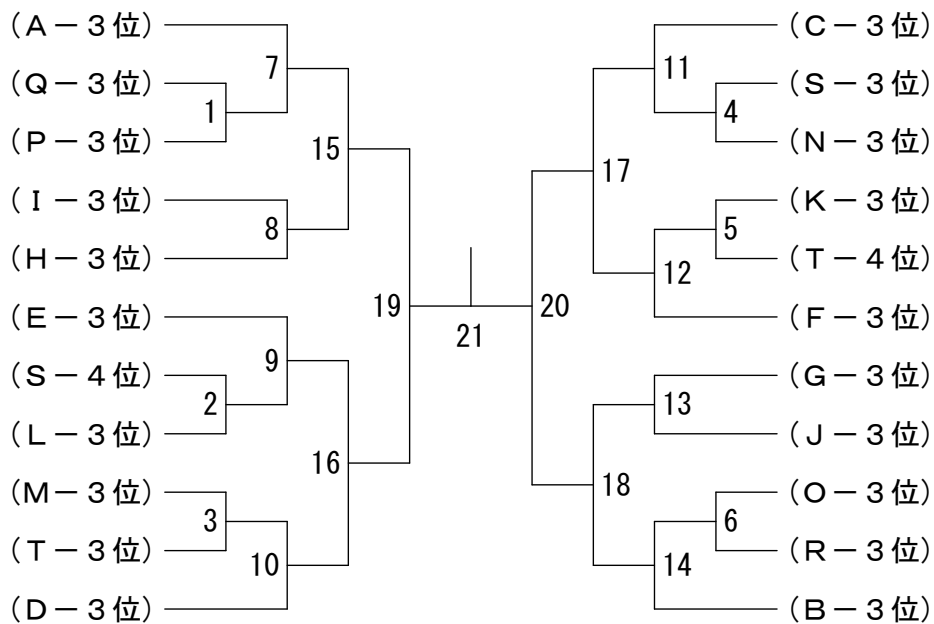 （A－３位）
7
（Q－３位）
1
（P－３位）
15
（I－３位）
8
（H－３位）
19
（E－３位）
9
（S－４位）
2
（L－３位）
16
（M－３位）
3
（T－３位）
10
（D－３位）
21
（C－３位）
11
（S－３位）
4
（N－３位）
17
（K－３位）
5
（T－４位）
12
（F－３位）
20
（G－３位）
13
（J－３位）
18
（O－３位）
6
（R－３位）
14
（B－３位）